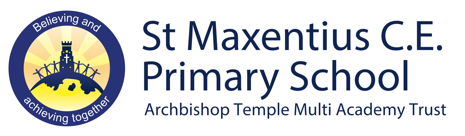 Believing and
achieving together
St Maxentius C.E.
Primary School
Archbishop Temple Multi Academy Trust